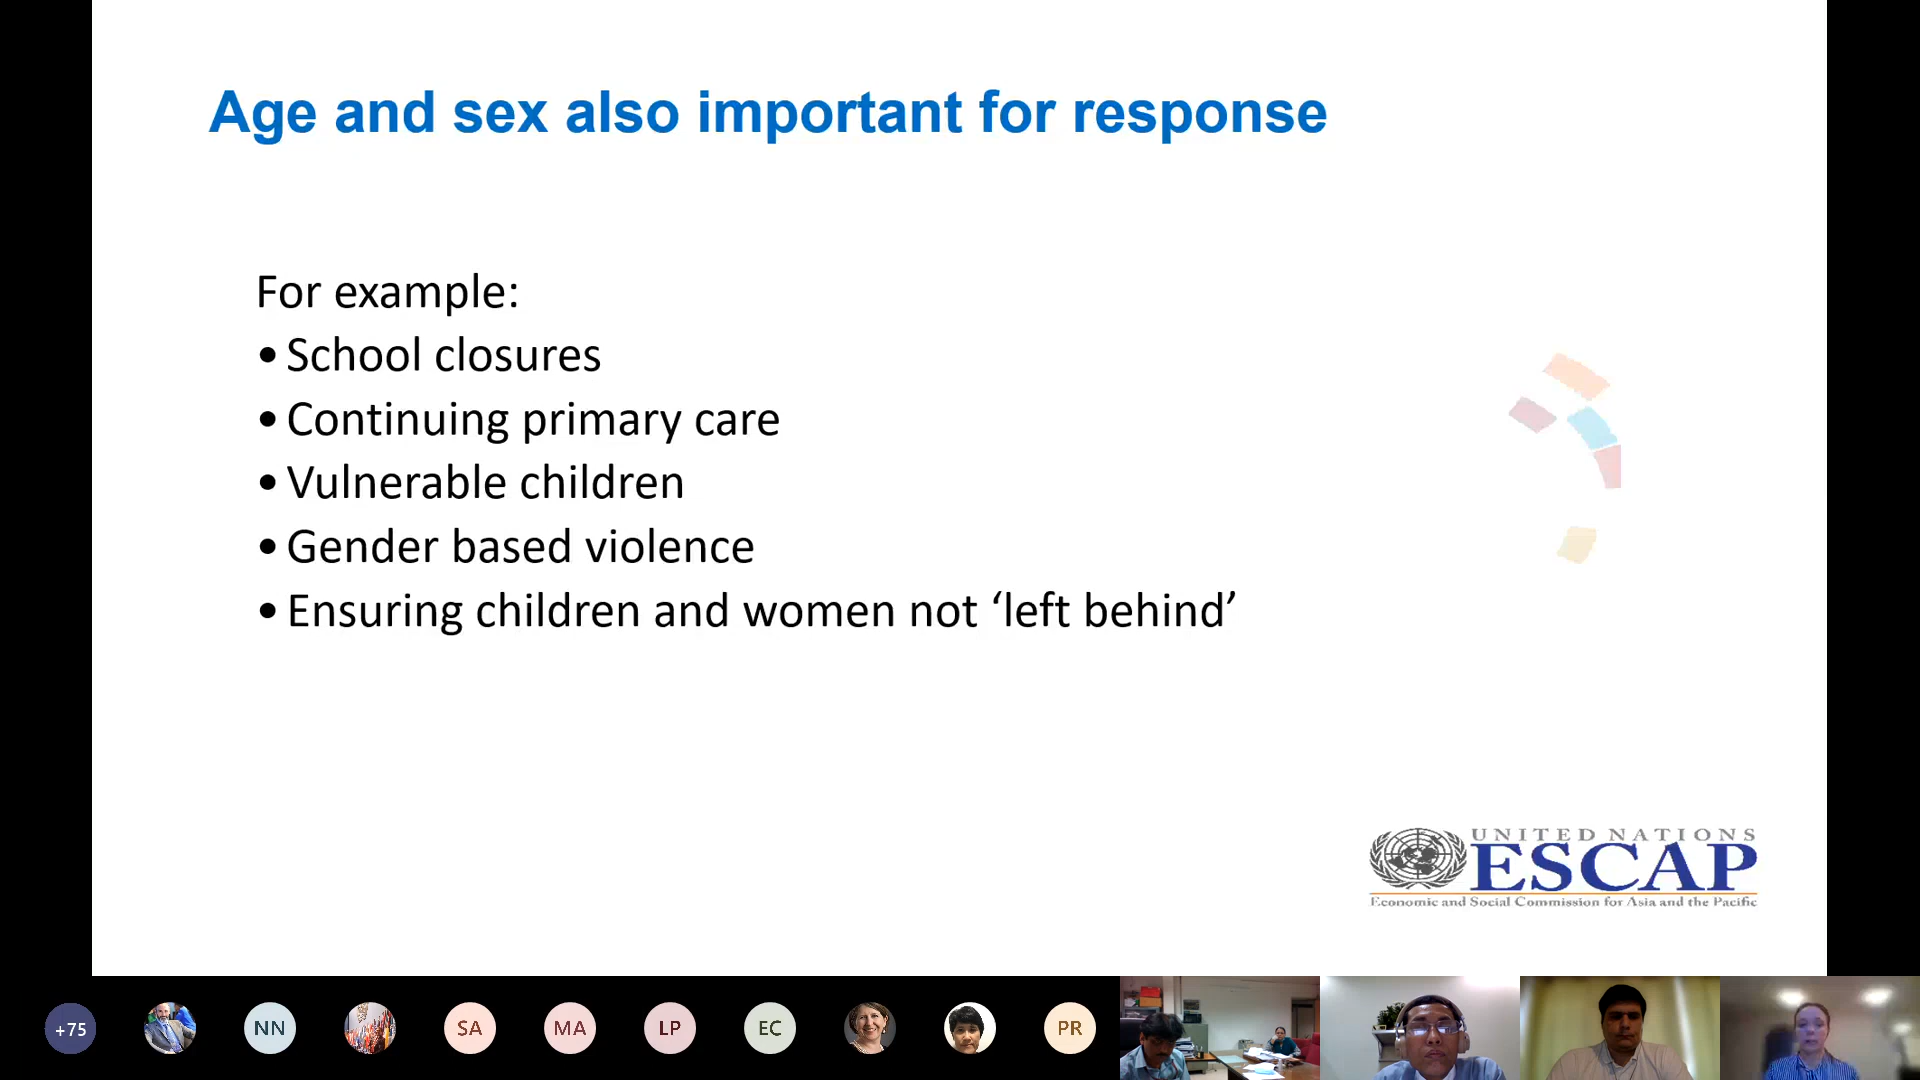 Age and sex also important for response
For example:
• School closures
• Continuing primary care
• Vulnerable children
• Gender based violence
• Ensuring children and women not ‘left behind’
UNITED NATIONS
ESCAP
Economic and Social Commission for Asia and the Pacific
+75
NN
SA
MA
LP
EC
PR